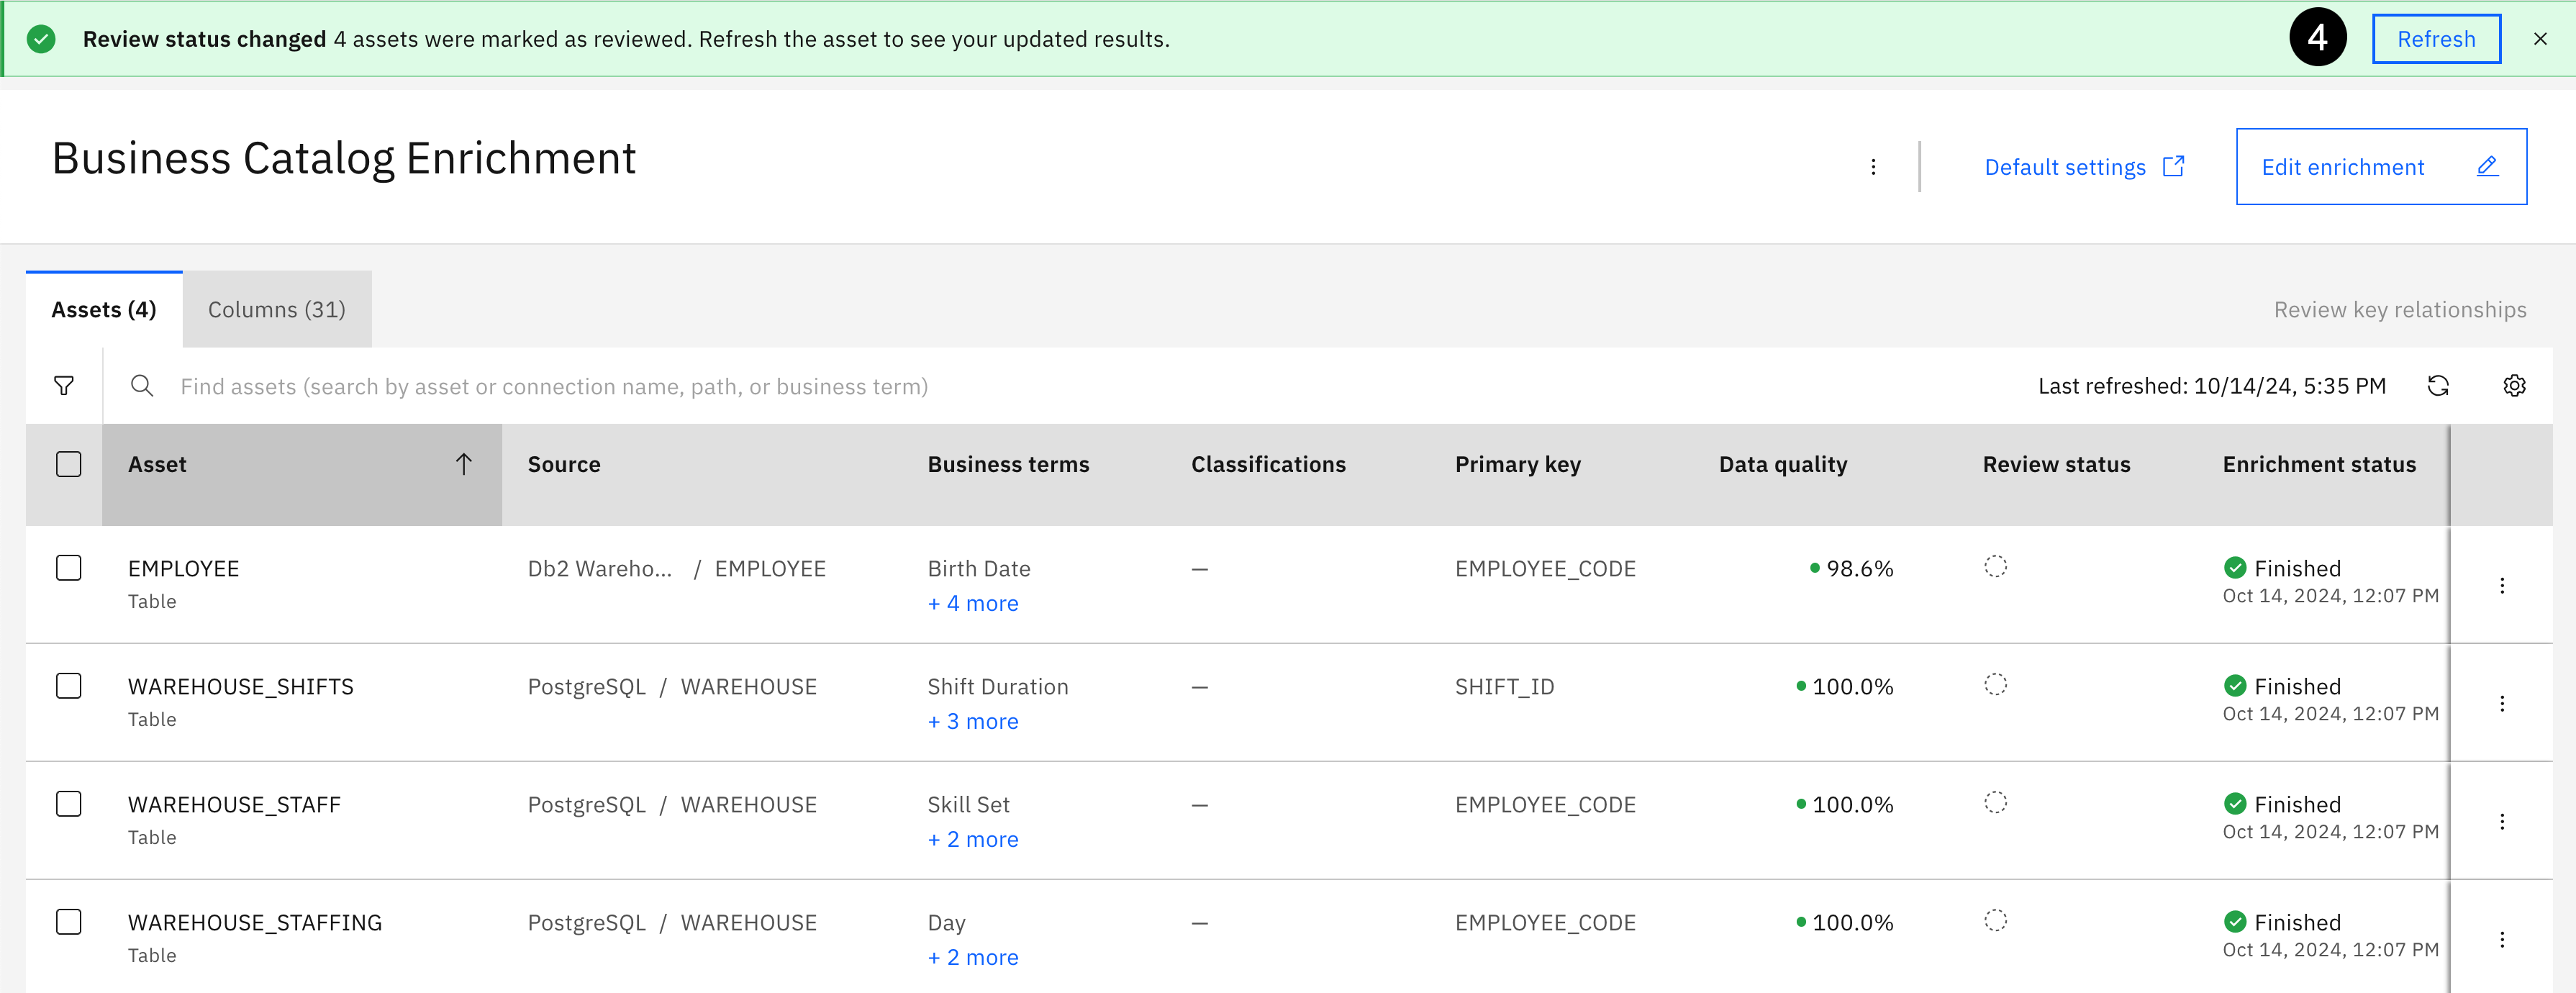 Review status changed 4 assets were marked as reviewed. Refresh the asset to see your updated results. 4 Refresh
Business Catalog Enrichment Default settings Edit enrichment
Assets (4) Columns (31) Review key relationships
Find assets (search by asset or connection name, path, or business term) Last refreshed: 10/14/24, 5:35 PM
Asset Source Business terms Classifications Primary key Data quality Review status Enrichment status
EMPLOYEE Db2 Wareho... / EMPLOYEE Birth Date — EMPLOYEE_CODE 98.6% Finished
Table + 4 more Oct 14, 2024, 12:07 PM
WAREHOUSE_SHIFTS PostgreSQL / WAREHOUSE Shift Duration — SHIFT_ID 100.0% Finished
Table + 3 more Oct 14, 2024, 12:07 PM
WAREHOUSE_STAFF PostgreSQL / WAREHOUSE Skill Set — EMPLOYEE_CODE 100.0% Finished
Table + 2 more Oct 14, 2024, 12:07 PM
WAREHOUSE_STAFFING PostgreSQL / WAREHOUSE Day — EMPLOYEE_CODE 100.0% Finished
Table + 2 more Oct 14, 2024, 12:07 PM